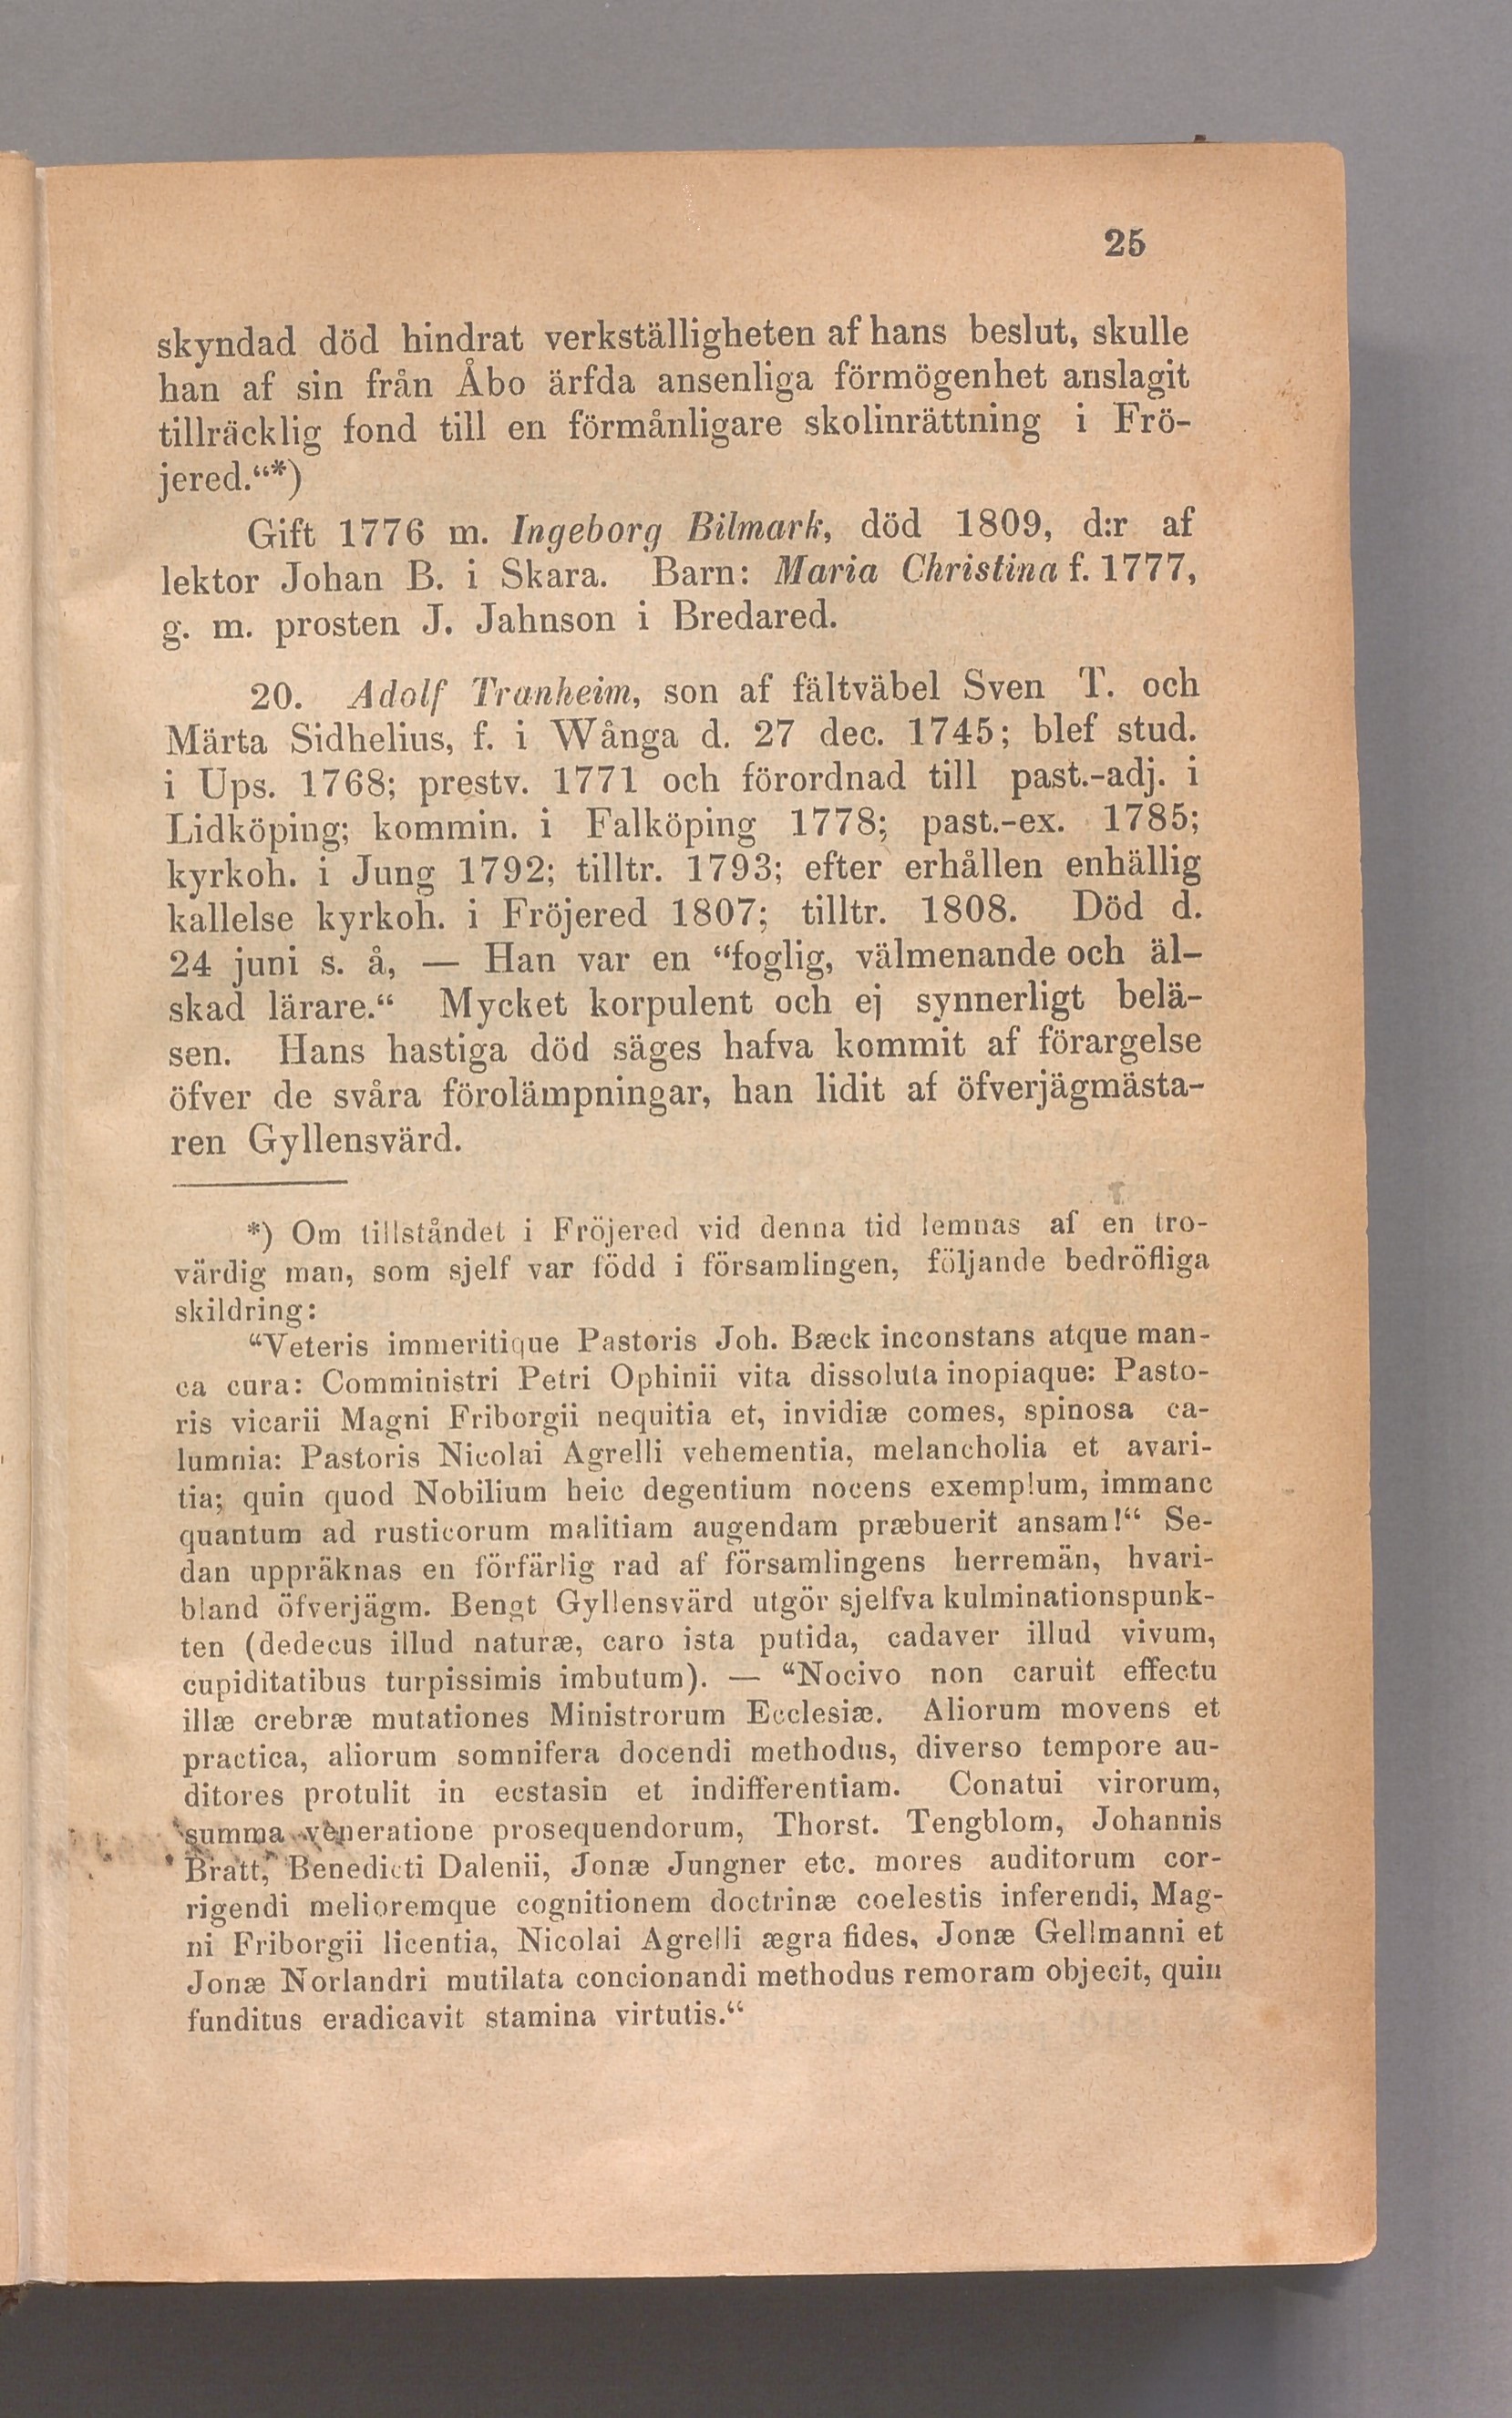 25
skyndad död hindrat verkställigheten af hans beslut, skulle
han af sin från Åbo ärfda ansenliga förmögenhet anslagit
tillräcklig fond till en förmånligare skolinrättning i Frö-
jered.“*)
Gift 1776 m. Ingeborg Bilmark, död 1809, d:r af
lektor Johan B. i Skara. Barn: Maria Christina f. 1777,
g. m. prosten J. Jahnson i Bredared.
20. Adolf Tranheim, son af fältväbel Sven T. och
Märta Sidhelius, f. i Wånga d. 27 dec. 1745; blef stud.
i Ups. 1768; prestv. 1771 och förordnad till past.-adj. i
Lidköping; kommin. i Falköping 1778; past.-ex. 1785;
kyrkoh. i Jung 1792; tilltr. 1793; efter erhållen enhällig
kallelse kyrkoh. i Fröjered 1807; tilltr. 1808. Död d.
24 juni s. å, — Han var en “foglig, välmenande och äl-
skad lärare.“ Mycket korpulent och ej synnerligt belä-
sen. Hans hastiga död säges hafva kommit af förargelse
öfver de svåra förolämpningar, han lidit af öfverjägmästa-
ren Gyllensvärd.
*) Om tillståndet i Fröjered vid denna tid lemnas af en tro-
värdig man, som sjelf var född i församlingen, följande bedröfliga
skildring:
“Veteris immeritique Pastoris Joh. Bæck inconstans atque man-
ca cura: Comministri Petri Ophinii vita dissoluta inopiaque: Pasto-
ris vicarii Magni Friborgii nequitia et, invidiæ comes, spinosa ca-
lumnia: Pastoris Nicolai Agrelli vehementia, melancholia et avari-
tia; quin quod Nobilium heic degentium nocens exemplum, immane
quantum ad rusticorum malitiam augendam præbuerit ansam!“ Se-
dan uppräknas en förfärlig rad af församlingens herremän, hvari-
bland öfverjägm. Bengt Gyllensvärd utgör sjelfva kulminationspunk-
ten (dedecus illud naturæ, caro ista putida, cadaver illud vivum,
cupiditatibus turpissimis imbutum). — “Nocivo non caruit effectu
illæ crebræ mutationes Ministrorum Ecclesiæ. Aliorum movens et
practica, aliorum somnifera docendi methodus, diverso tempore au-
ditores protulit in ecstasin et indifferentiam. Conatui virorum,
summa veneratione prosequendorum, Thorst. Tengblom, Johannis
Bratt, Benedicti Dalenii, Jonæ Jungner etc. mores auditorum cor-
rigendi melioremque cognitionem doctrinæ coelestis inferendi, Mag-
ni Friborgii licentia, Nicolai Agrelli ægra fides, Jonæ Gellmanni et
Jonæ Norlandri mutilata concionandi methodus remoram objecit, quin
funditus eradicavit stamina virtutis.“